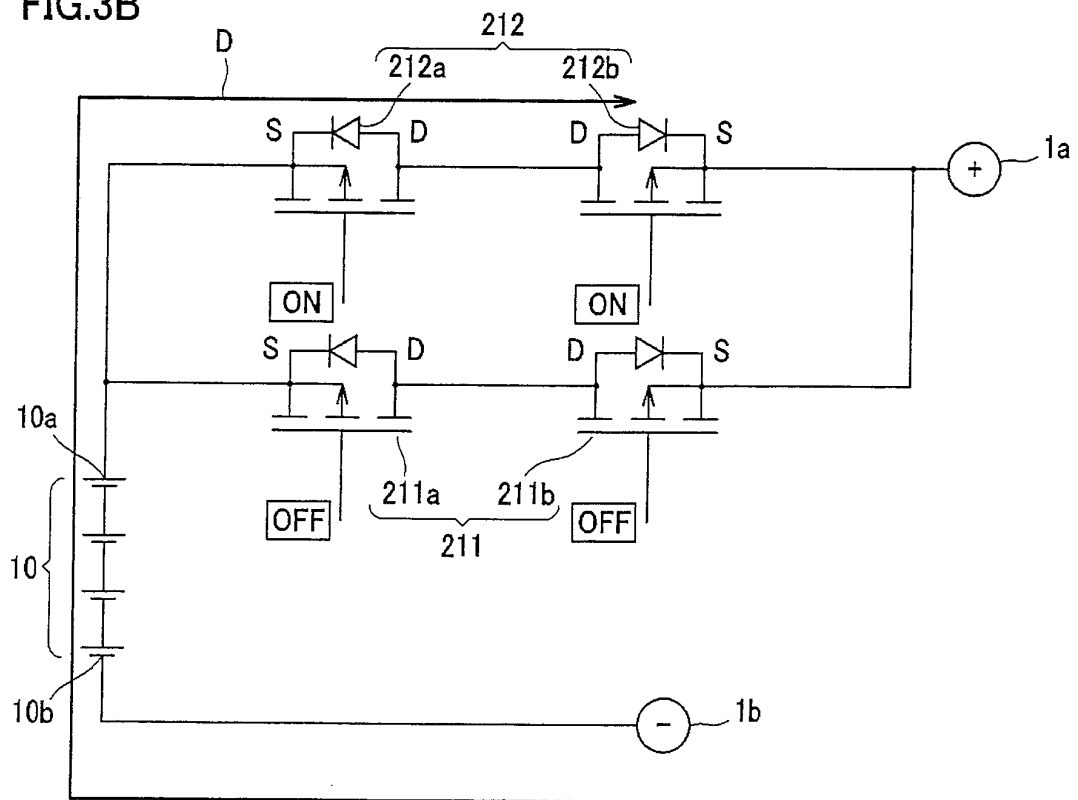 FIG.3B
D
212
212a
212b
S
D
D
S
+
1a
ON
ON
S
D
D
S
10a
211a
211b
OFF
OFF
211
10
10b
-
1b